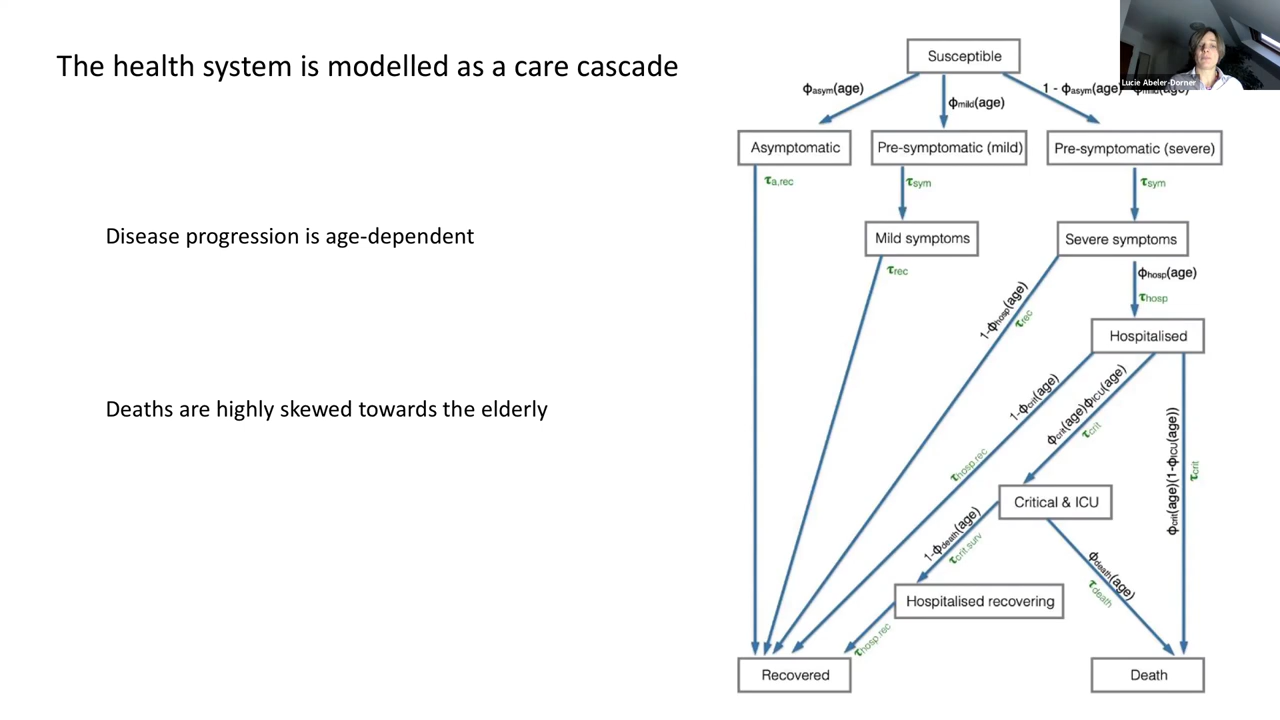 The health system is modelled as a care cascade
Lucie Abeler-Dorner
Disease progression is age-dependent
Deaths are highly skewed towards the elderly
Susceptible
ϕasym(age)
ϕmild(age)
1 - ϕasym(age)
Asymptomatic
Pre-symptomatic (mild)
Pre-symptomatic (severe)
τa,rec
τsym
τsym
Mild symptoms
Severe symptoms
τrec
1-ϕhosp(age)
τrec
ϕhosp(age)
τhosp
Hospitalised
1-ϕcrit(age)
τhosp,rec
ϕcrit(age)ϕICU(age)
τcrit
ϕcrit(age)(1-ϕICU(age))
τcrit
Critical & ICU
1-ϕdeath(age)
τcrit,surv
ϕdeath(age)
τdeath
Hospitalised recovering
τhosp,rec
Recovered
Death